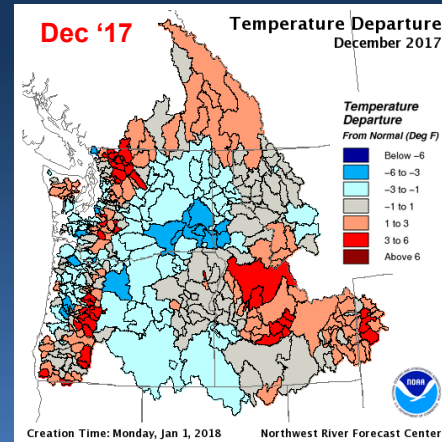 Dec ‘17
Temperature Departure
December 2017
Temperature
Departure
From Normal (Deg F)
Below -6
-6 to -3
-3 to -1
-1 to 1
1 to 3
3 to 6
Above 6
NOAA
Creation Time: Monday, Jan 1, 2018
Northwest River Forecast Center